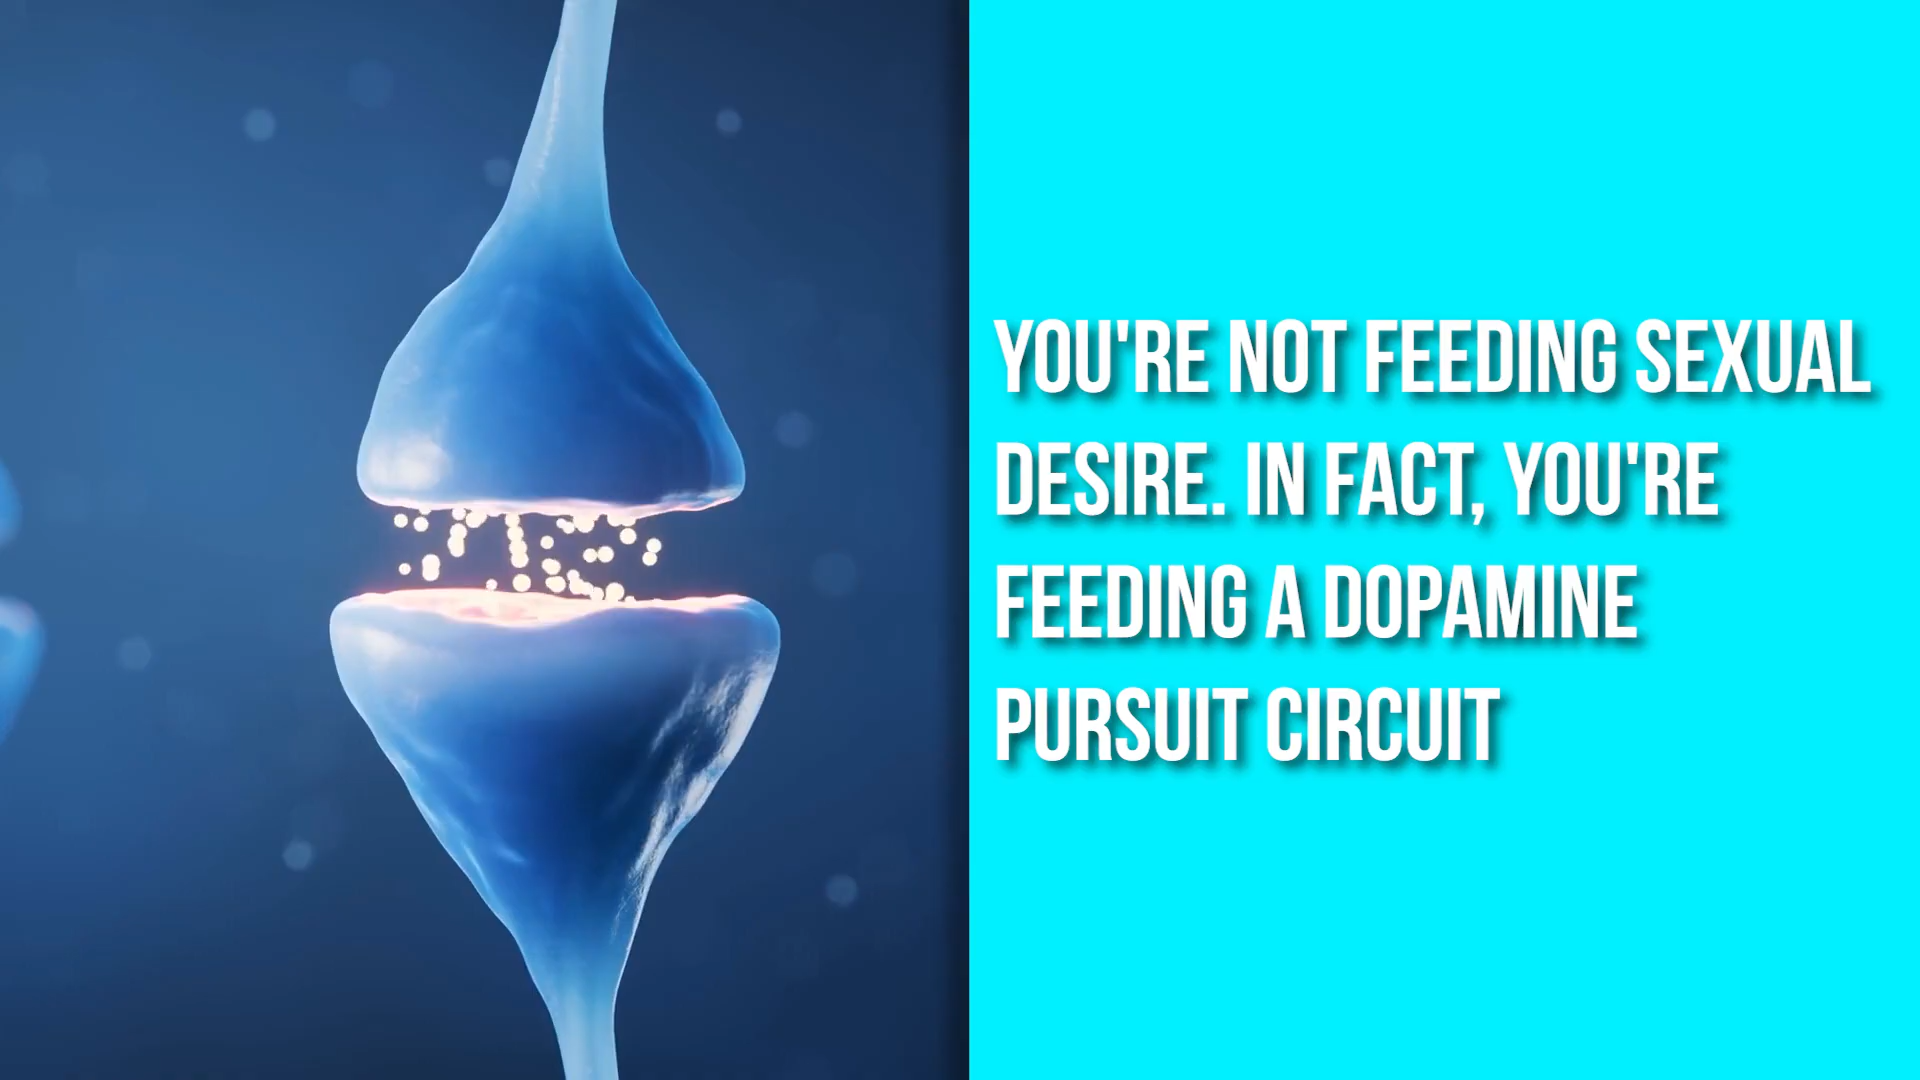 YOU'RE NOT FEEDING SEXUAL
DESIRE. IN FACT, YOU'RE
FEEDING A DOPAMINE
PURSUIT CIRCUIT